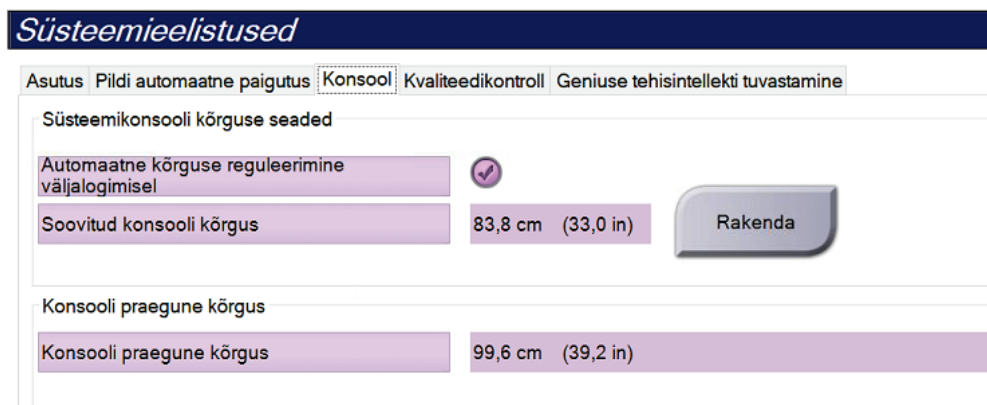 Süsteemieelistused
Asutus Pildi automaatne paigutus Konsool Kvaliteedikontroll Geniuse tehisintellekti tuvastamine
Süsteemikonsooli kõrguse seaded
Automaatne kõrguse reguleerimine
väljalogimisel
Soovitud konsooli kõrgus 83,8 cm (33,0 in) Rakenda
Konsooli praegune kõrgus
Konsooli praegune kõrgus 99,6 cm (39,2 in)